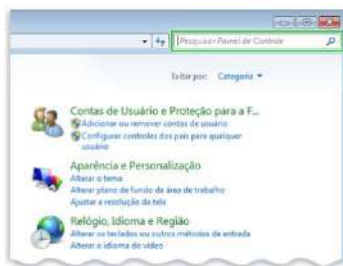 Pesquisar Painel de Controle
Exibir por: Categoria
Contas de Usuário e Proteção para a F...
Adicionar ou remover contas de usuário
Configurar controles dos pais para qualquer
usuário
Aparência e Personalização
Alterar o tema
Alterar plano de fundo da área de trabalho
Ajustar a resolução da tela
Relógio, Idioma e Região
Alterar os teclados ou outros métodos de entrada
Alterar o idioma do vídeo